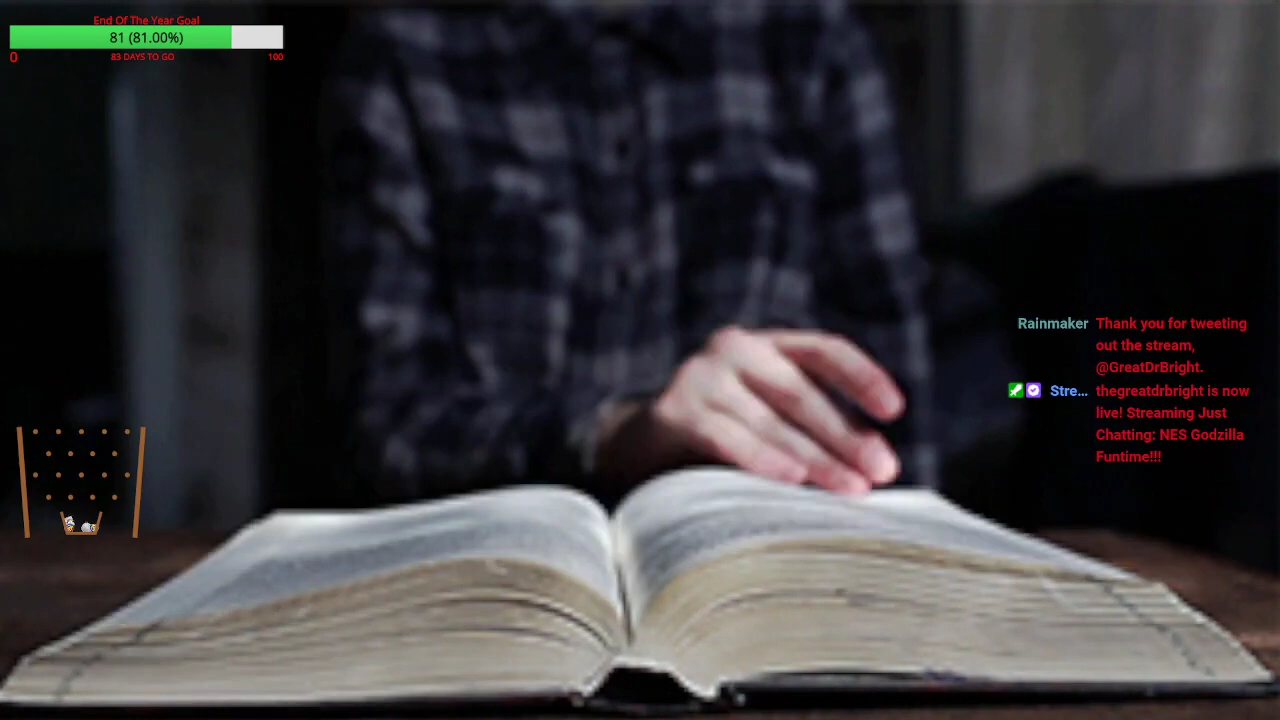 End Of The Year Goal
81 (81.00%)
0
83 DAYS TO GO
100
Rainmaker Thank you for tweeting
out the stream,
@GreatDrBright.
Stre... thegreatdrbright is now
live! Streaming Just
Chatting: NES Godzilla
Funtime!!!